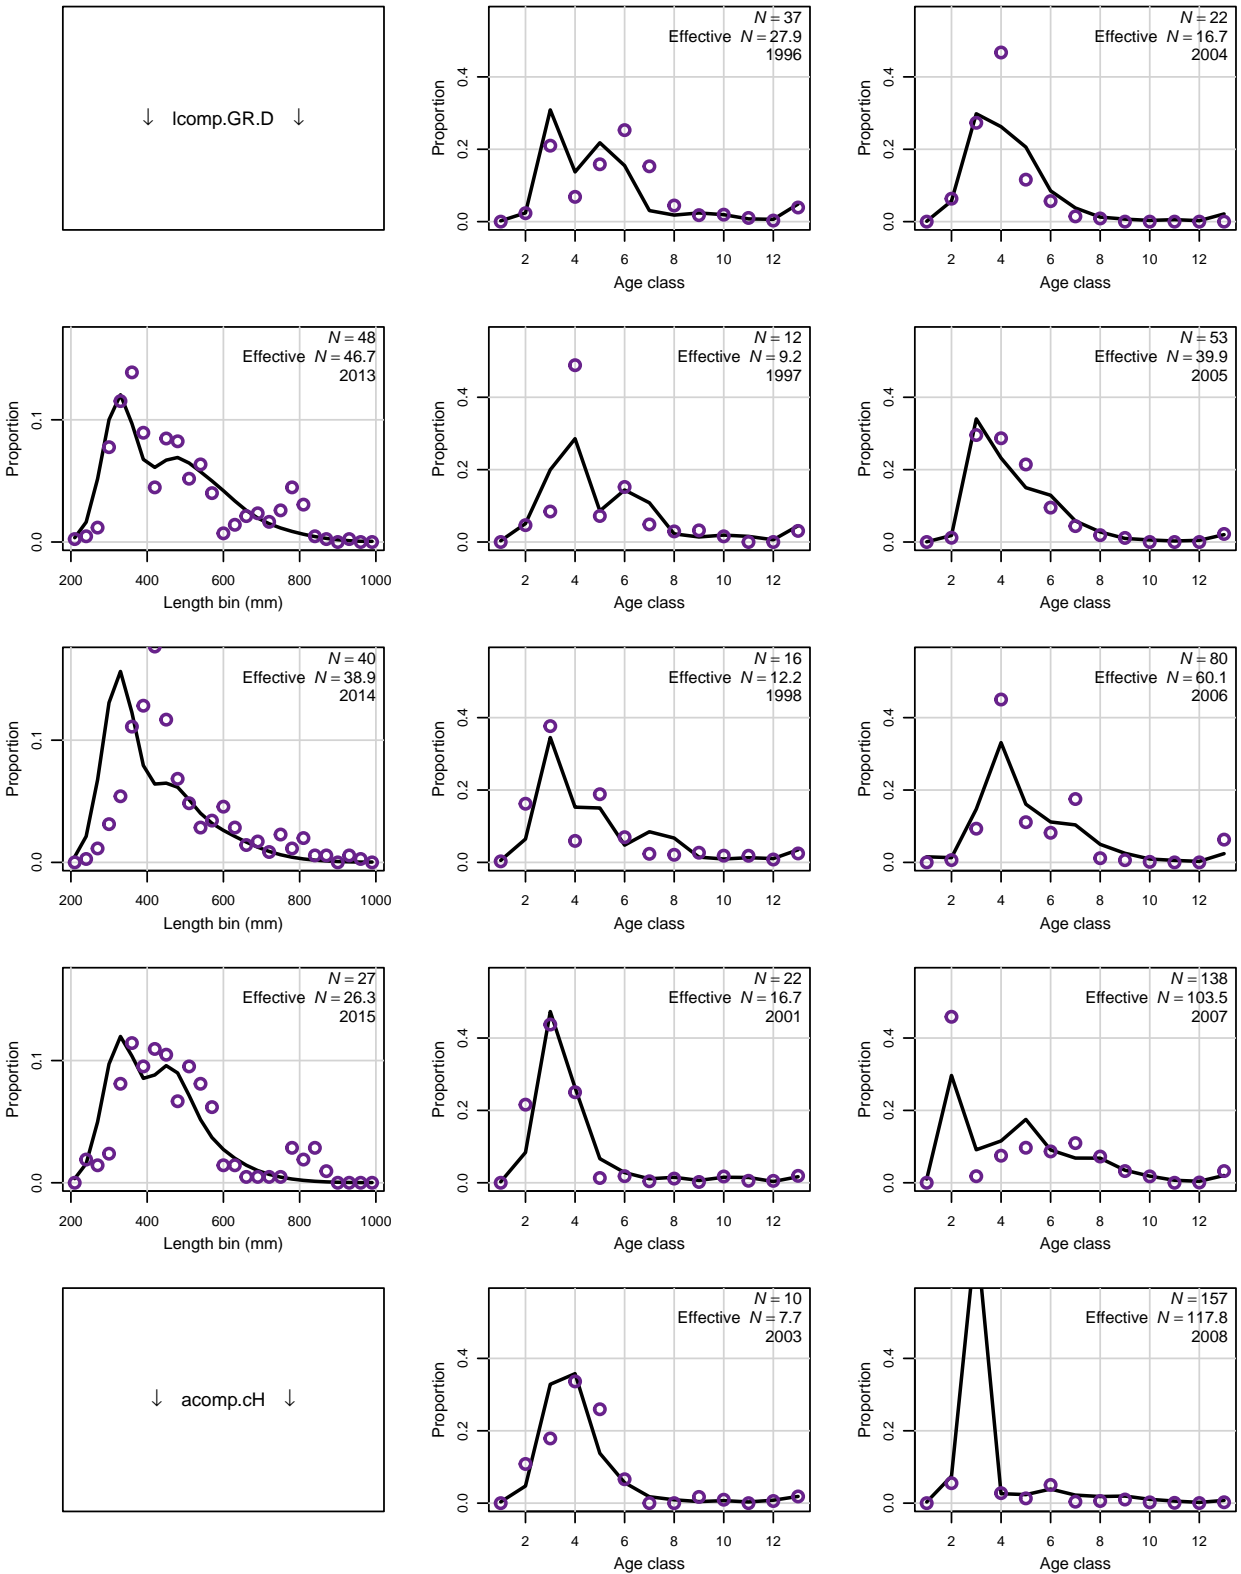 ↓ lcomp.GR.D ↓
N = 37
Effective N = 27.9
1996
Proportion
0.0 0.2 0.4
2 4 6 8 10 12
Age class
N = 22
Effective N = 16.7
2004
Proportion
0.0 0.2 0.4
2 4 6 8 10 12
Age class
N = 48
Effective N = 46.7
2013
Proportion
0.0 0.1
200 400 600 800 1000
Length bin (mm)
N = 12
Effective N = 9.2
1997
Proportion
0.0 0.2 0.4
2 4 6 8 10 12
Age class
N = 53
Effective N = 39.9
2005
Proportion
0.0 0.2 0.4
2 4 6 8 10 12
Age class
N = 40
Effective N = 38.9
2014
Proportion
0.0 0.1
200 400 600 800 1000
Length bin (mm)
N = 16
Effective N = 12.2
1998
Proportion
0.0 0.2 0.4
2 4 6 8 10 12
Age class
N = 80
Effective N = 60.1
2006
Proportion
0.0 0.2 0.4
2 4 6 8 10 12
Age class
N = 27
Effective N = 26.3
2015
Proportion
0.0 0.1
200 400 600 800 1000
Length bin (mm)
N = 22
Effective N = 16.7
2001
Proportion
0.0 0.2 0.4
2 4 6 8 10 12
Age class
N = 138
Effective N = 103.5
2007
Proportion
0.0 0.2 0.4
2 4 6 8 10 12
Age class
↓ acomp.cH ↓
N = 10
Effective N = 7.7
2003
Proportion
0.0 0.2 0.4
2 4 6 8 10 12
Age class
N = 157
Effective N = 117.8
2008
Proportion
0.0 0.2 0.4
2 4 6 8 10 12
Age class